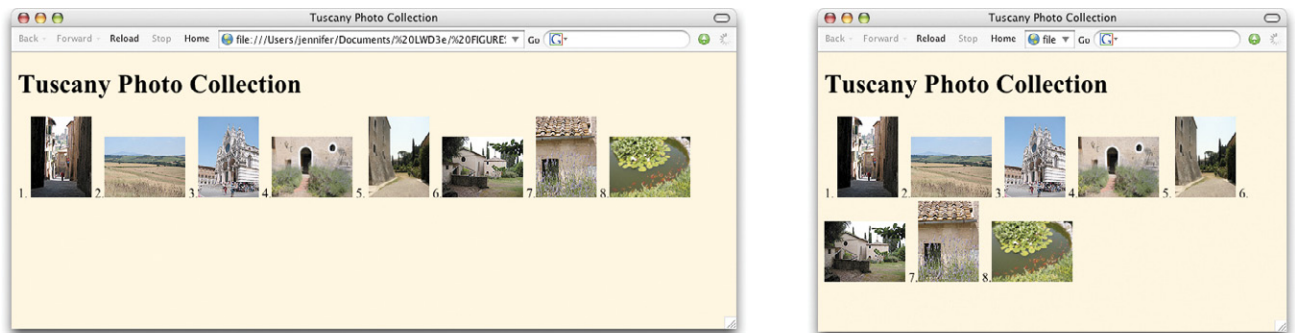 Tuscany Photo Collection
Back Forward Reload Stop Home file:///Users/jennifer/Documents/%20LWD3e/%20FIGURES Go G
Tuscany Photo Collection
1. 2. 3. 4. 5. 6 7. 8.
Tuscany Photo Collection
Back Forward Reload Stop Home file Go G
Tuscany Photo Collection
1. 2. 3. 4. 5. 6.
7. 8.